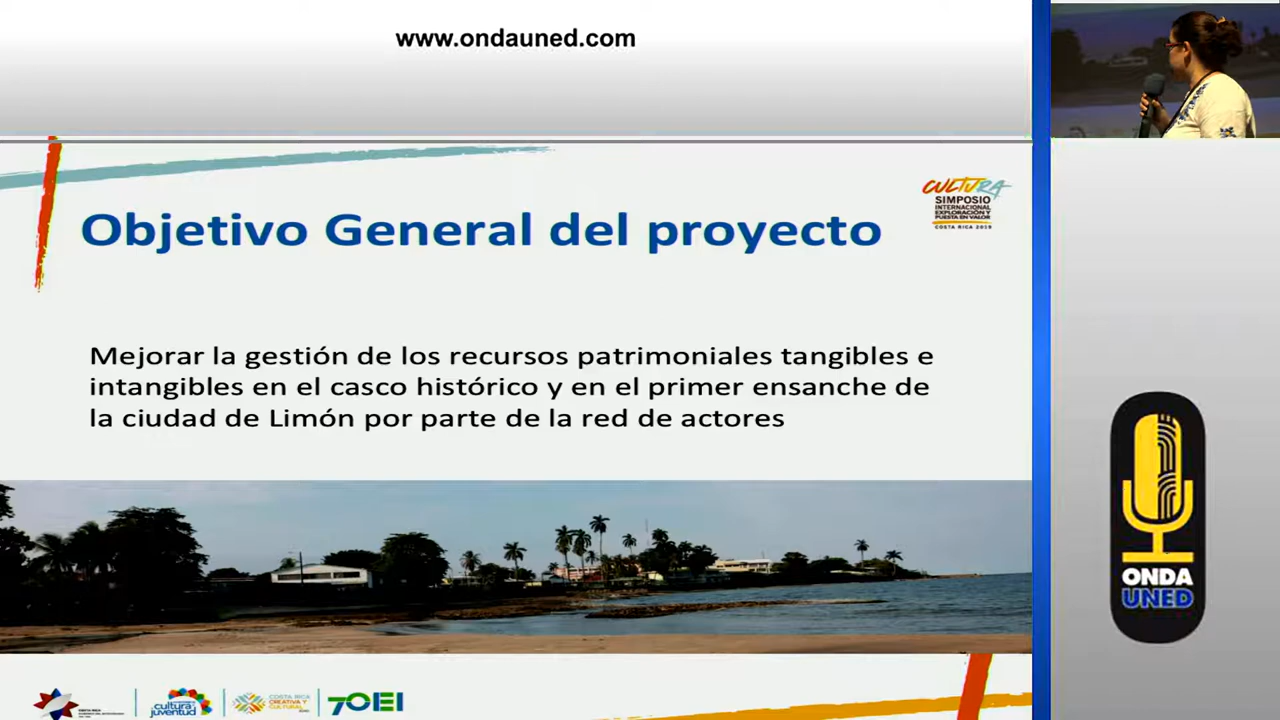 www.ondauned.com
CULTURA
SIMPOSIO
INTERNACIONAL
EXPLORACIÓN Y
PUESTA EN VALOR
COSTA RICA 2019
Objetivo General del proyecto
Mejorar la gestión de los recursos patrimoniales tangibles e
intangibles en el casco histórico y en el primer ensanche de
la ciudad de Limón por parte de la red de actores
ONDA
UNED
COSTA RICA
cultura
juventud
COSTA RICA
CREATIVA Y
CULTURAL
70EI